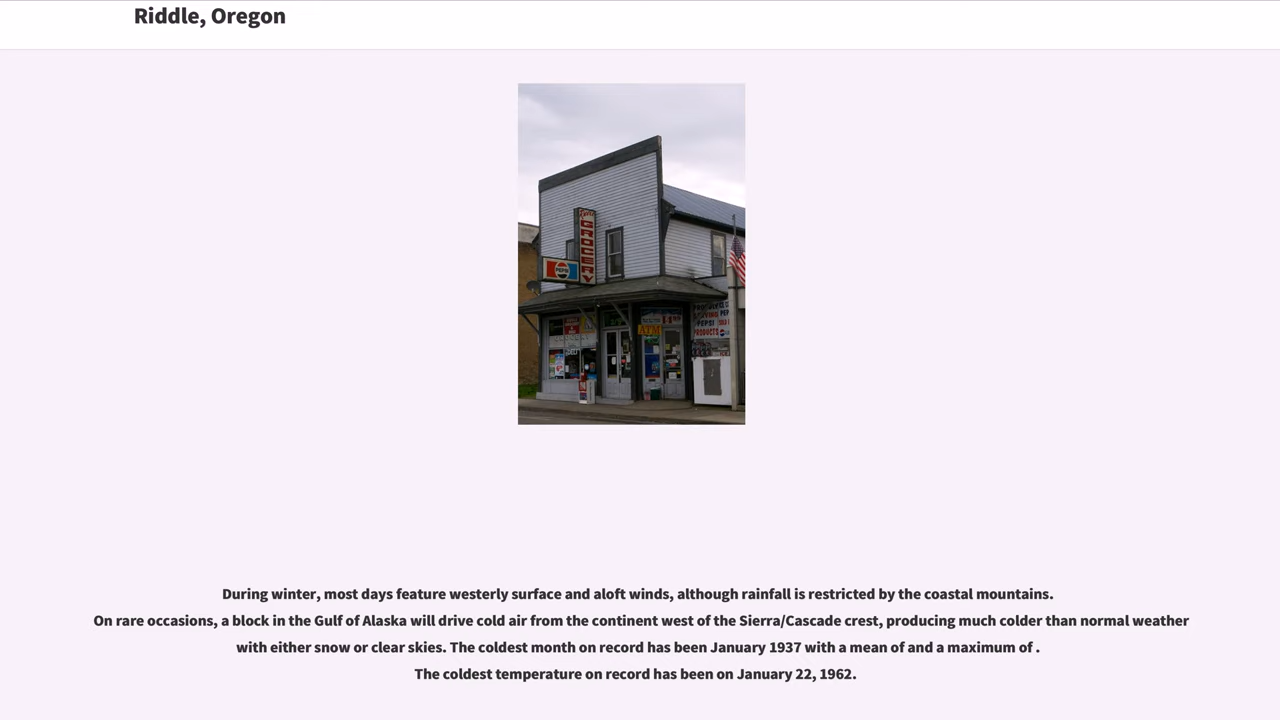 Riddle, Oregon
GROCERY
PEPSI
ATM
PEPSI
PRODUCTS
During winter, most days feature westerly surface and aloft winds, although rainfall is restricted by the coastal mountains.
On rare occasions, a block in the Gulf of Alaska will drive cold air from the continent west of the Sierra/Cascade crest, producing much colder than normal weather
with either snow or clear skies. The coldest month on record has been January 1937 with a mean of and a maximum of .
The coldest temperature on record has been on January 22, 1962.